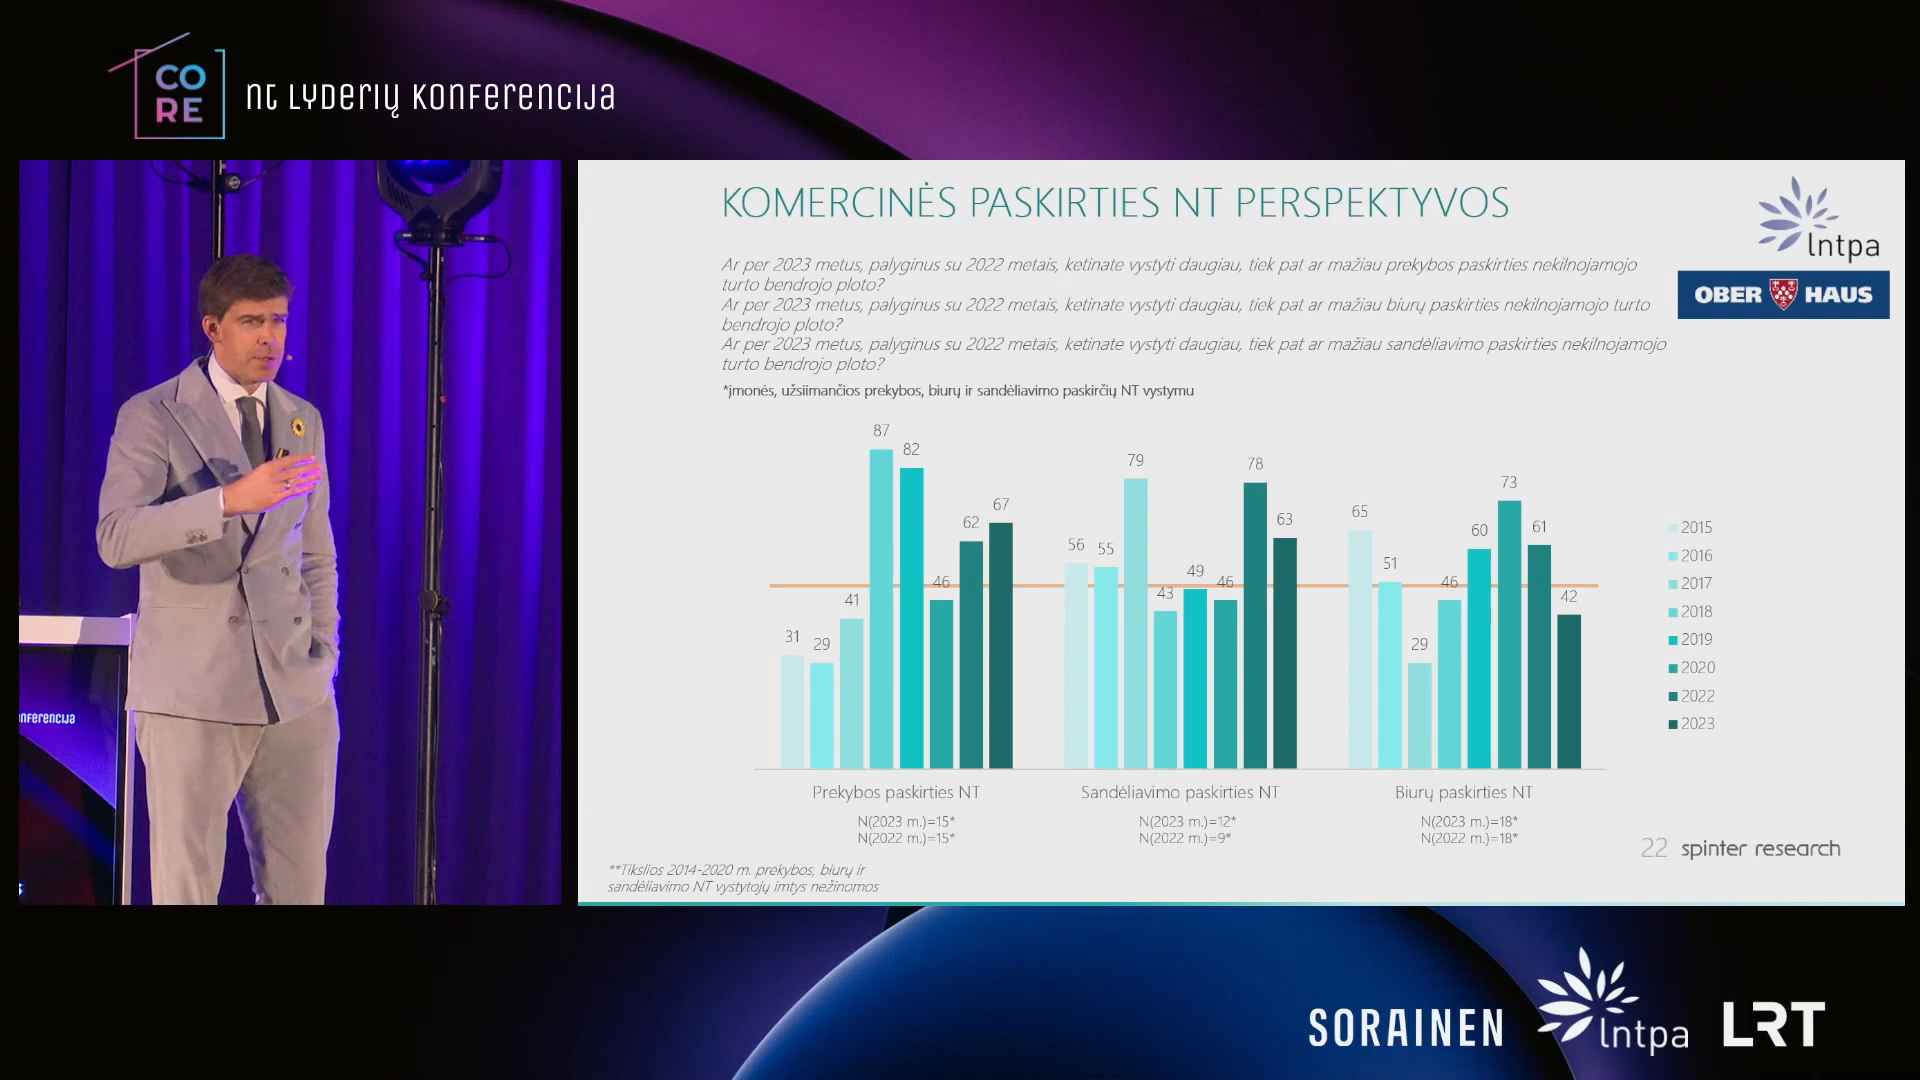 CO
RE
nt Lyderių Konferencija
KOMERCINĖS PASKIRTIES NT PERSPEKTYVOS
lntpa
OBER HAUS
Ar per 2023 metus, palyginus su 2022 metais, ketinate vystyti daugiau, tiek pat ar mažiau prekybos paskirties nekilnojamojo
turto bendrojo ploto?
Ar per 2023 metus, palyginus su 2022 metais, ketinate vystyti daugiau, tiek pat ar mažiau biurų paskirties nekilnojamojo turto
bendrojo ploto?
Ar per 2023 metus, palyginus su 2022 metais, ketinate vystyti daugiau, tiek pat ar mažiau sandėliavimo paskirties nekilnojamojo
turto bendrojo ploto?
*įmonės, užsiimančios prekybos, biurų ir sandėliavimo paskirčių NT vystymu
31 29 41 87 82 46 62 67
56 55 79 43 49 46 78 63
65 51 29 46 60 73 61 42
2015
2016
2017
2018
2019
2020
2022
2023
Prekybos paskirties NT
Sandėliavimo paskirties NT
Biurų paskirties NT
N(2023 m.)=15*
N(2022 m.)=15*
N(2023 m.)=12*
N(2022 m.)=9*
N(2023 m.)=18*
N(2022 m.)=18*
22 spinter research
**Tikslios 2014-2020 m. prekybos, biurų ir
sandėliavimo NT vystytojų imtys nežinomos
nferencija
SORAINEN
lntpa
LRT